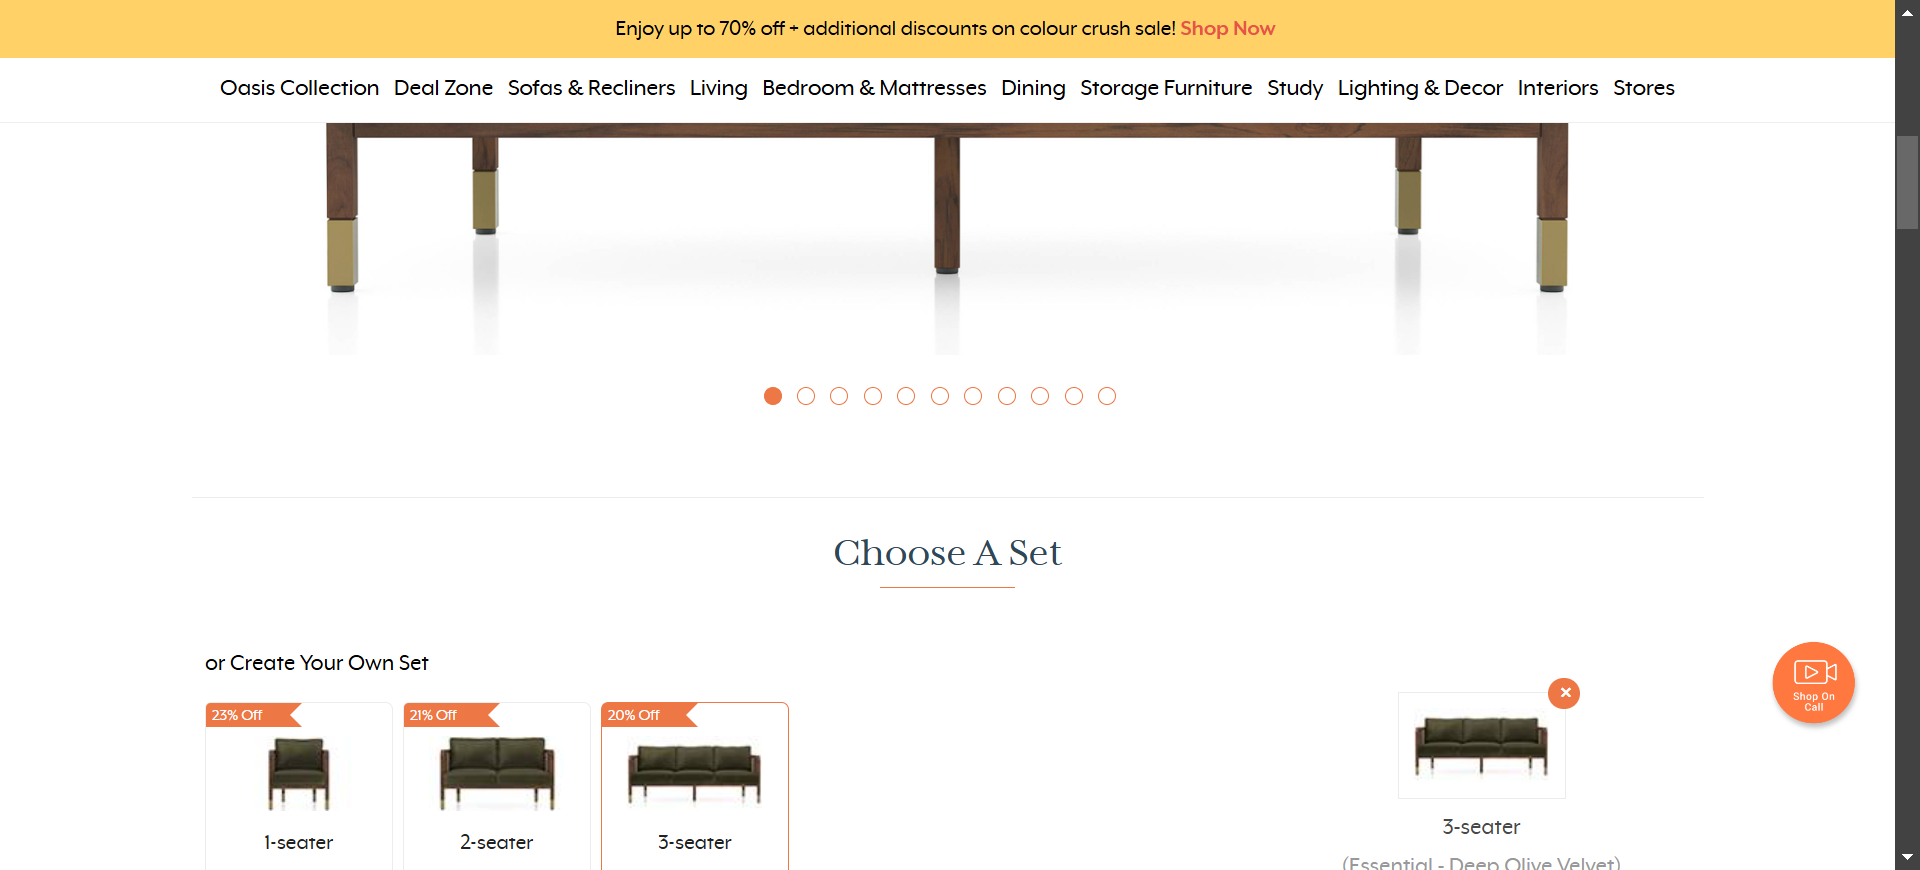 Enjoy up to 70% off + additional discounts on colour crush sale! Shop Now
Oasis Collection Deal Zone Sofas & Recliners Living Bedroom & Mattresses Dining Storage Furniture Study Lighting & Decor Interiors Stores
Choose A Set
or Create Your Own Set
23% Off
21% Off
20% Off
1-seater
2-seater
3-seater
3-seater
(Essential - Deep Olive Velvet)
Shop On
Call